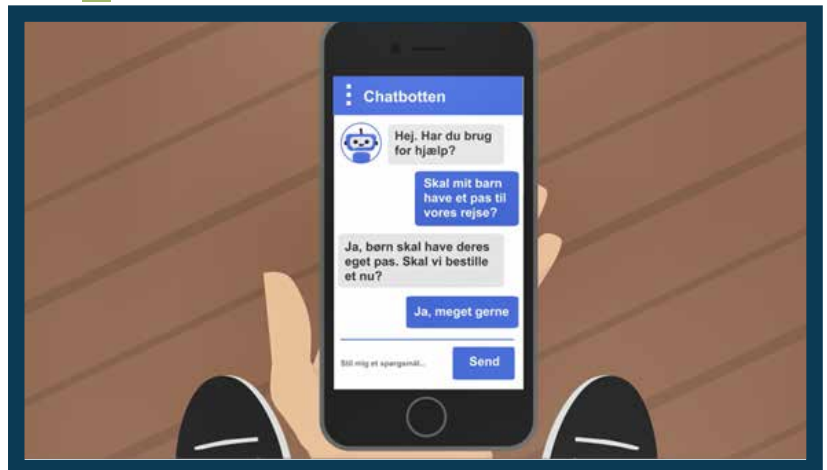 Chatbotten
Hej. Har du brug
for hjælp?
Skal mit barn
have et pas til
vores rejse?
Ja, børn skal have deres
eget pas. Skal vi bestille
et nu?
Ja, meget gerne
Still mig et spørgsmål...
Send